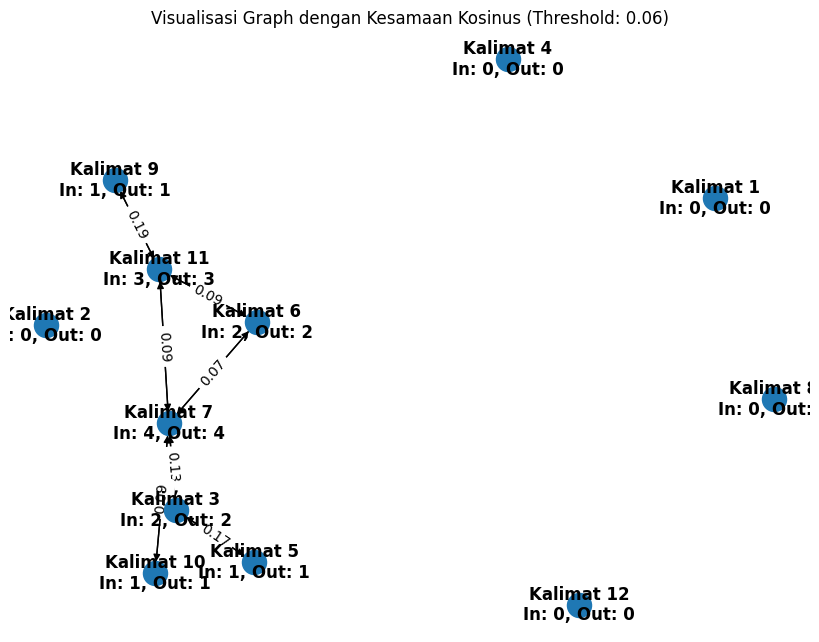 Visualisasi Graph dengan Kesamaan Kosinus (Threshold: 0.06)
Kalimat 4
In: 0, Out: 0
Kalimat 9
In: 1, Out: 1
Kalimat 1
In: 0, Out: 0
0.19
Kalimat 11
In: 3, Out: 3
0.09
Kalimat 2
: 0, Out: 0
Kalimat 6
In: 2, Out: 2
0.09
0.07
Kalimat 8
In: 0, Out:
Kalimat 7
In: 4, Out: 4
0.13
Kalimat 3
In: 2, Out: 2
0.17
Kalimat 10
In: 1, Out: 1
Kalimat 5
In: 1, Out: 1
Kalimat 12
In: 0, Out: 0